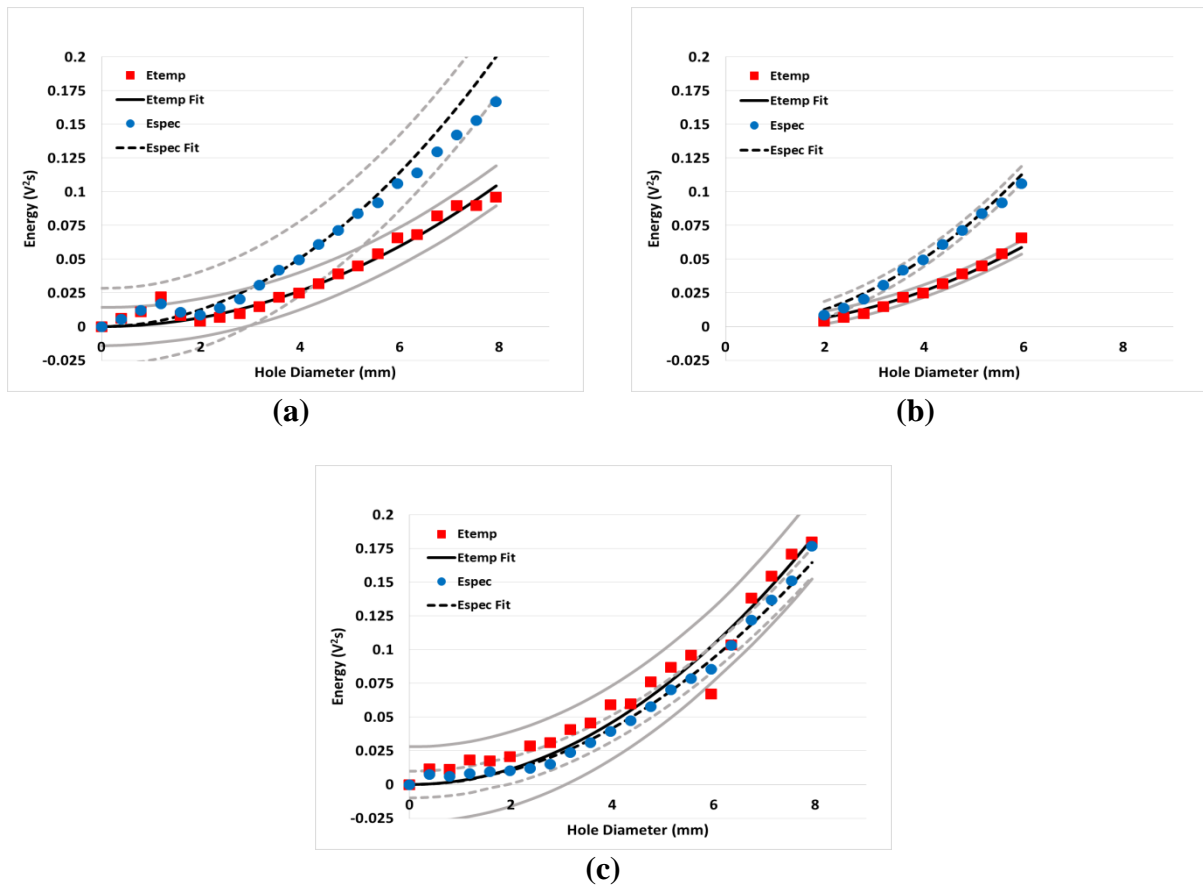 0.2
0.175
0.15
0.125
0.1
0.075
0.05
0.025
0
-0.025
Energy (V²s)
Etemp
Etemp Fit
Espec
Espec Fit
0 2 4 6 8
Hole Diameter (mm)
(a)
0.2
0.175
0.15
0.125
0.1
0.075
0.05
0.025
0
-0.025
Energy (V²s)
Etemp
Etemp Fit
Espec
Espec Fit
0 2 4 6 8
Hole Diameter (mm)
(b)
0.2
0.175
0.15
0.125
0.1
0.075
0.05
0.025
0
-0.025
Energy (V²s)
Etemp
Etemp Fit
Espec
Espec Fit
0 2 4 6 8
Hole Diameter (mm)
(c)